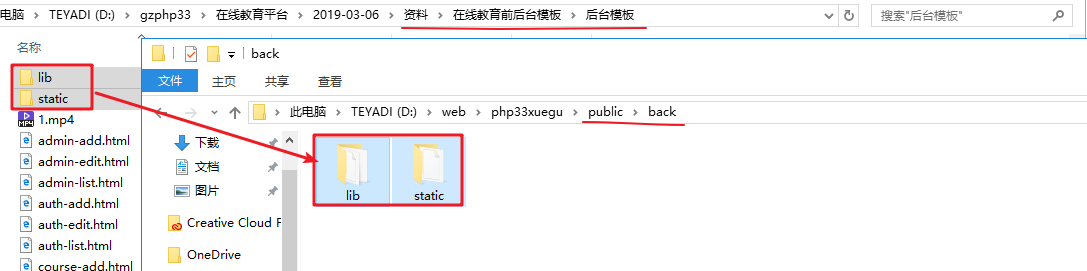 电脑 › TEYADI (D:) › gzphp33 › 在线教育平台 › 2019-03-06 › 资料 › 在线教育前后台模板 › 后台模板
搜索"后台模板"
名称
lib
static
1.mp4
admin-add.html
admin-edit.html
admin-list.html
auth-add.html
auth-edit.html
auth-list.html
course-add.html
back
文件 主页 共享 查看
此电脑 › TEYADI (D:) › web › php33xuegu › public › back
下载
文档
图片
Creative Cloud F
OneDrive
lib
static